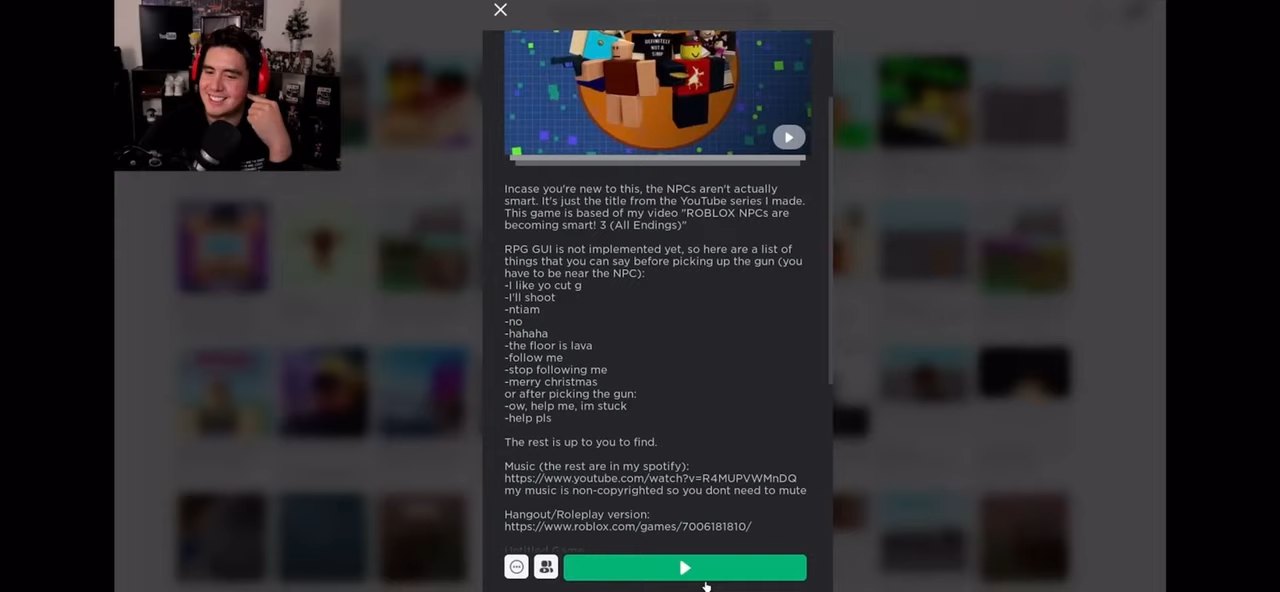 YouTube
DEFINITELY
NOT A
SIMP
Incase you're new to this, the NPCs aren't actually
smart. It's just the title from the YouTube series I made.
This game is based of my video "ROBLOX NPCs are
becoming smart! 3 (All Endings)"
RPG GUI is not implemented yet, so here are a list of
things that you can say before picking up the gun (you
have to be near the NPC):
-I like yo cut g
-I'll shoot
-ntiam
-no
-hahaha
-the floor is lava
-follow me
-stop following me
-merry christmas
or after picking the gun:
-ow, help me, im stuck
-help pls
The rest is up to you to find.
Music (the rest are in my spotify):
https://www.youtube.com/watch?v=R4MUPVWMnDQ
my music is non-copyrighted so you dont need to mute
Hangout/Roleplay version:
https://www.roblox.com/games/7006181810/
Untitled Game